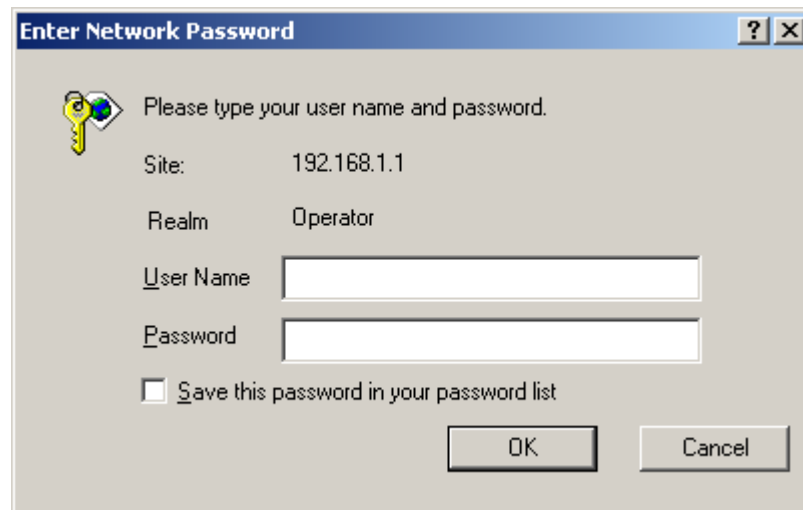 Enter Network Password
Please type your user name and password.
Site: 192.168.1.1
Realm Operator
User Name
Password
Save this password in your password list
OK Cancel